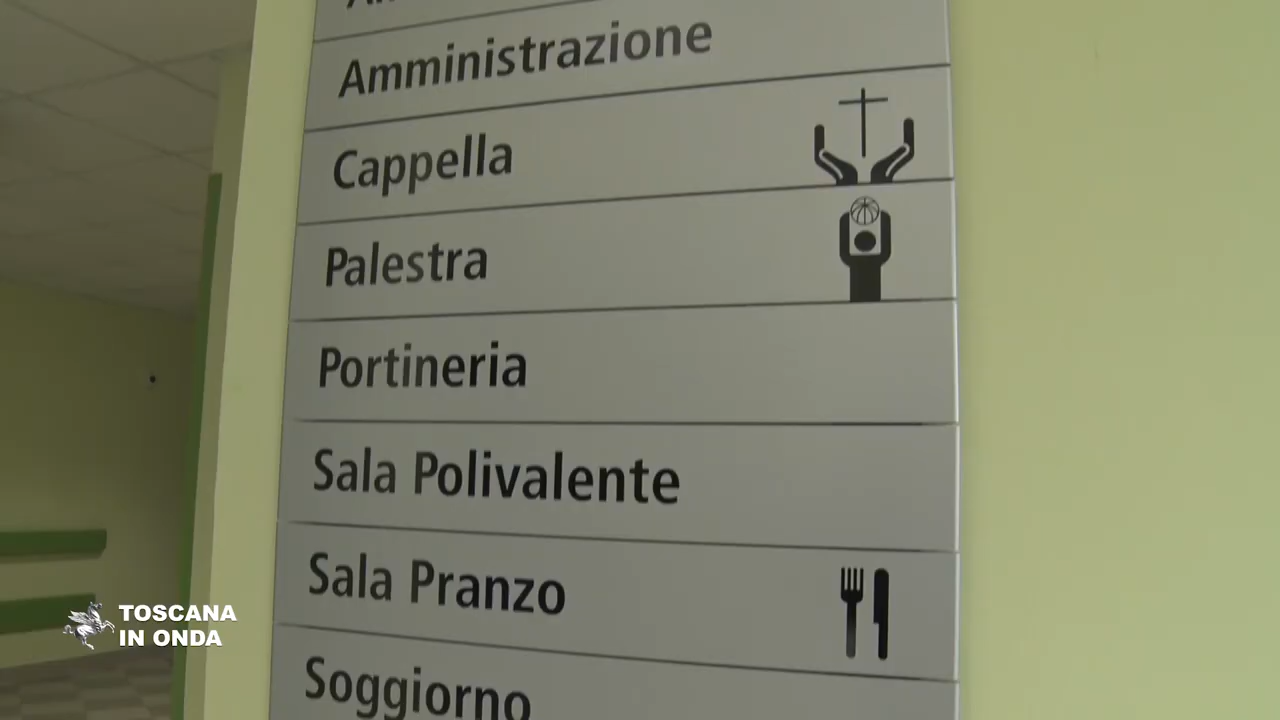 Amministrazione
Cappella
Palestra
Portineria
Sala Polivalente
Sala Pranzo
Soggiorno
TOSCANA
IN ONDA